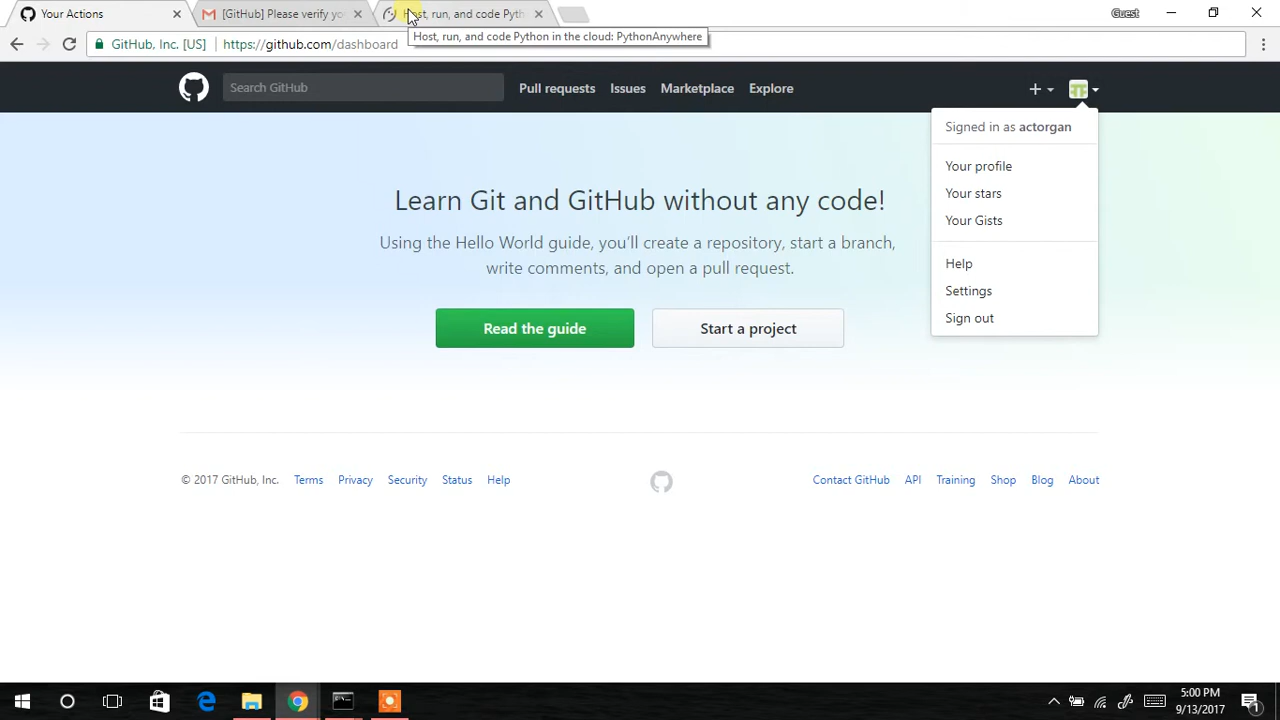 Your Actions
[GitHub] Please verify yo
Host, run, and code Pyth
Guest
Host, run, and code Python in the cloud: PythonAnywhere
GitHub, Inc. [US]
https://github.com/dashboard
Search GitHub
Pull requests
Issues
Marketplace
Explore
Signed in as actorgan
Your profile
Your stars
Your Gists
Help
Settings
Sign out
Learn Git and GitHub without any code!
Using the Hello World guide, you’ll create a repository, start a branch,
write comments, and open a pull request.
Read the guide
Start a project
© 2017 GitHub, Inc.
Terms
Privacy
Security
Status
Help
Contact GitHub
API
Training
Shop
Blog
About
5:00 PM
9/13/2017
1